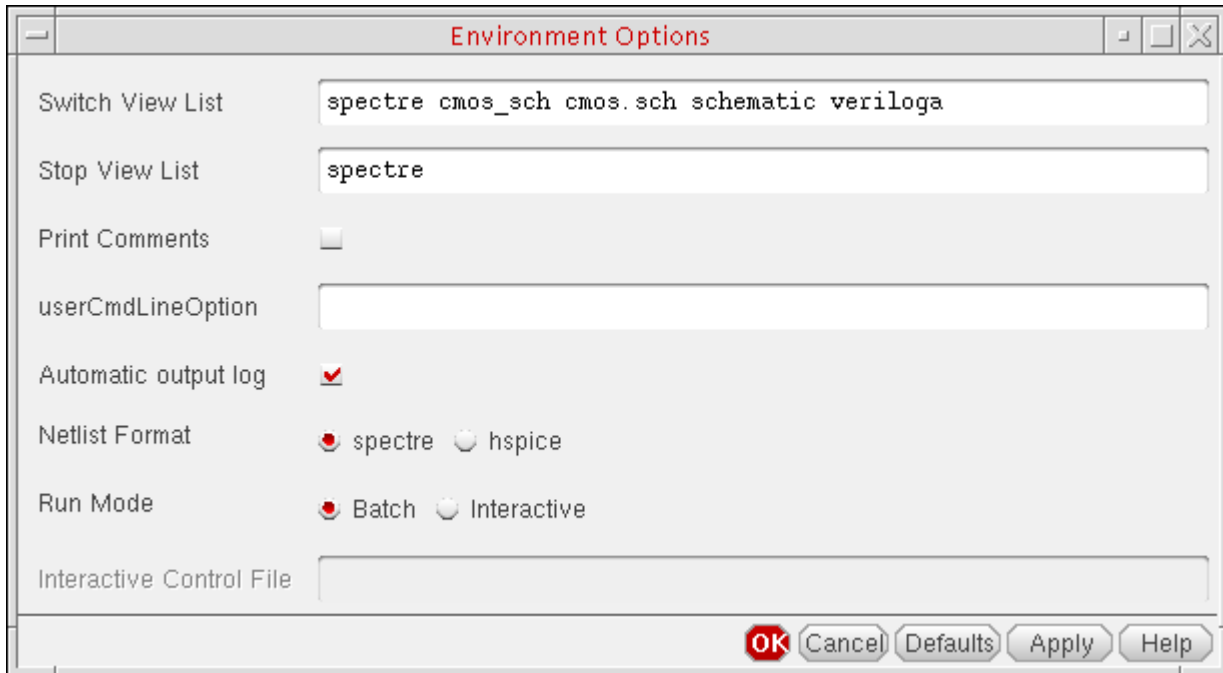 Environment Options
Switch View List spectre cmos_sch cmos.sch schematic veriloga
Stop View List spectre
Print Comments
userCmdLineOption
Automatic output log
Netlist Format spectre hspice
Run Mode Batch Interactive
Interactive Control File
OK Cancel Defaults Apply Help